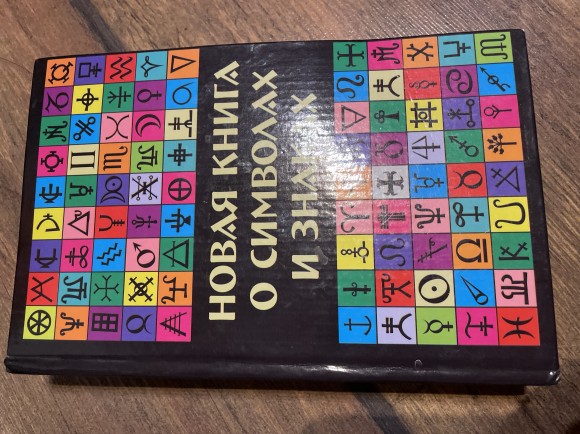 НОВАЯ КНИГА
О СИМВОЛАХ
И ЗНАКАХ